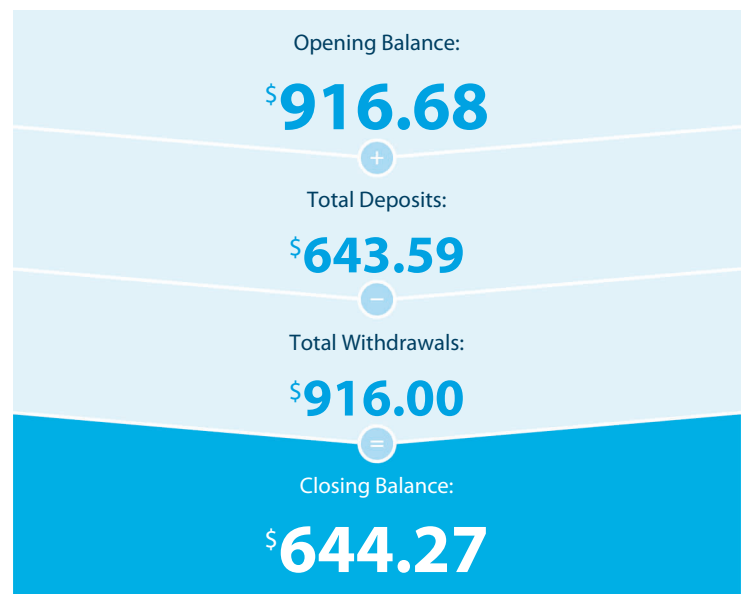 Opening Balance:
$916.68
+
Total Deposits:
$643.59
−
Total Withdrawals:
$916.00
=
Closing Balance:
$644.27